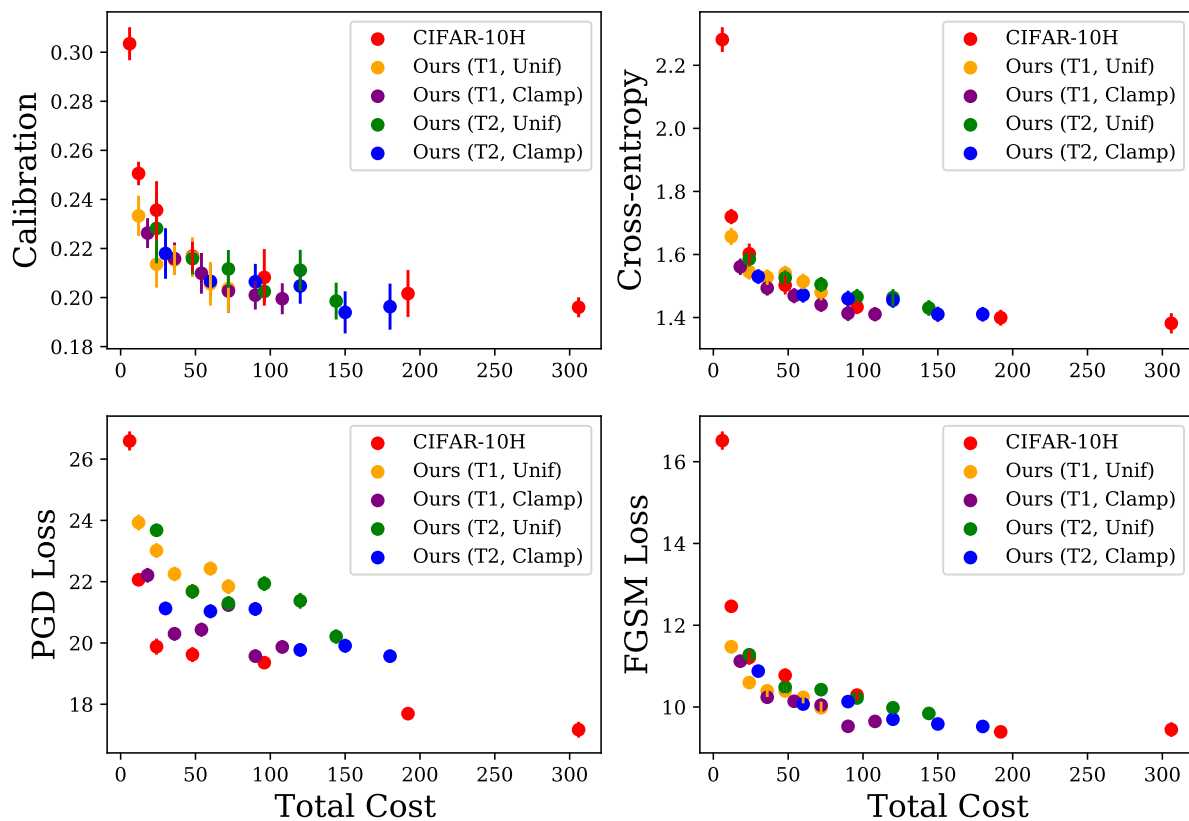 Calibration
0.30
0.28
0.26
0.24
0.22
0.20
0.18
0 50 100 150 200 250 300
CIFAR-10H
Ours (T1, Unif)
Ours (T1, Clamp)
Ours (T2, Unif)
Ours (T2, Clamp)
Cross-entropy
2.2
2.0
1.8
1.6
1.4
0 50 100 150 200 250 300
CIFAR-10H
Ours (T1, Unif)
Ours (T1, Clamp)
Ours (T2, Unif)
Ours (T2, Clamp)
PGD Loss
26
24
22
20
18
0 50 100 150 200 250 300
Total Cost
CIFAR-10H
Ours (T1, Unif)
Ours (T1, Clamp)
Ours (T2, Unif)
Ours (T2, Clamp)
FGSM Loss
16
14
12
10
0 50 100 150 200 250 300
Total Cost
CIFAR-10H
Ours (T1, Unif)
Ours (T1, Clamp)
Ours (T2, Unif)
Ours (T2, Clamp)